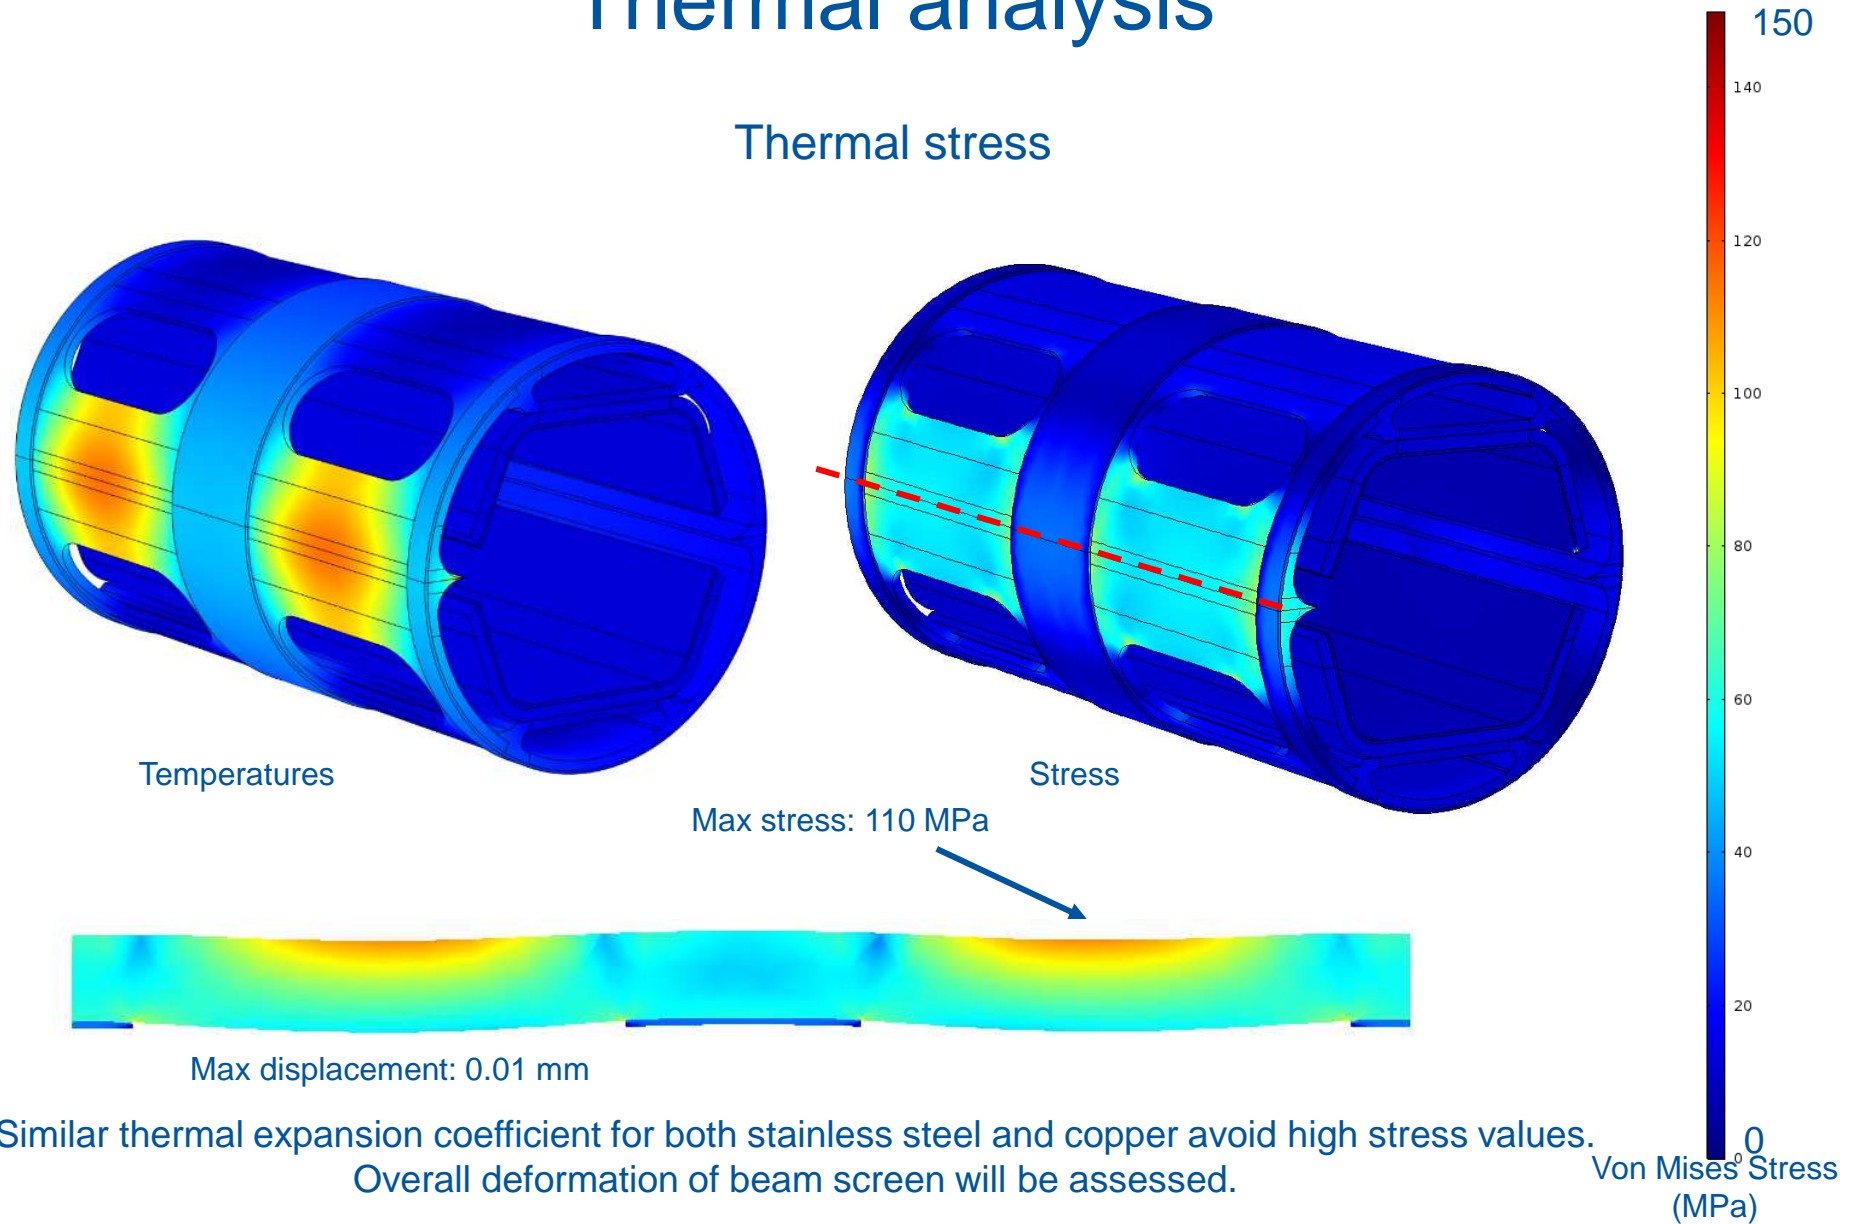 Thermal analysis
Thermal stress
150
140
120
100
80
60
40
20
0
0
Von Mises Stress
(MPa)
Temperatures
Stress
Max stress: 110 MPa
Max displacement: 0.01 mm
Similar thermal expansion coefficient for both stainless steel and copper avoid high stress values.
Overall deformation of beam screen will be assessed.